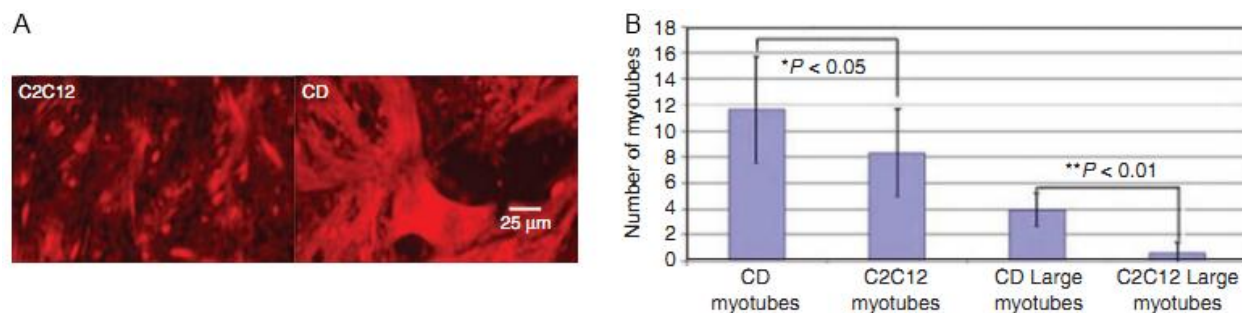 A
C2C12
CD
25 μm
B
Number of myotubes
18
16
14
12
10
8
6
4
2
0
*P < 0.05
**P < 0.01
CD
myotubes
C2C12
myotubes
CD Large
myotubes
C2C12 Large
myotubes